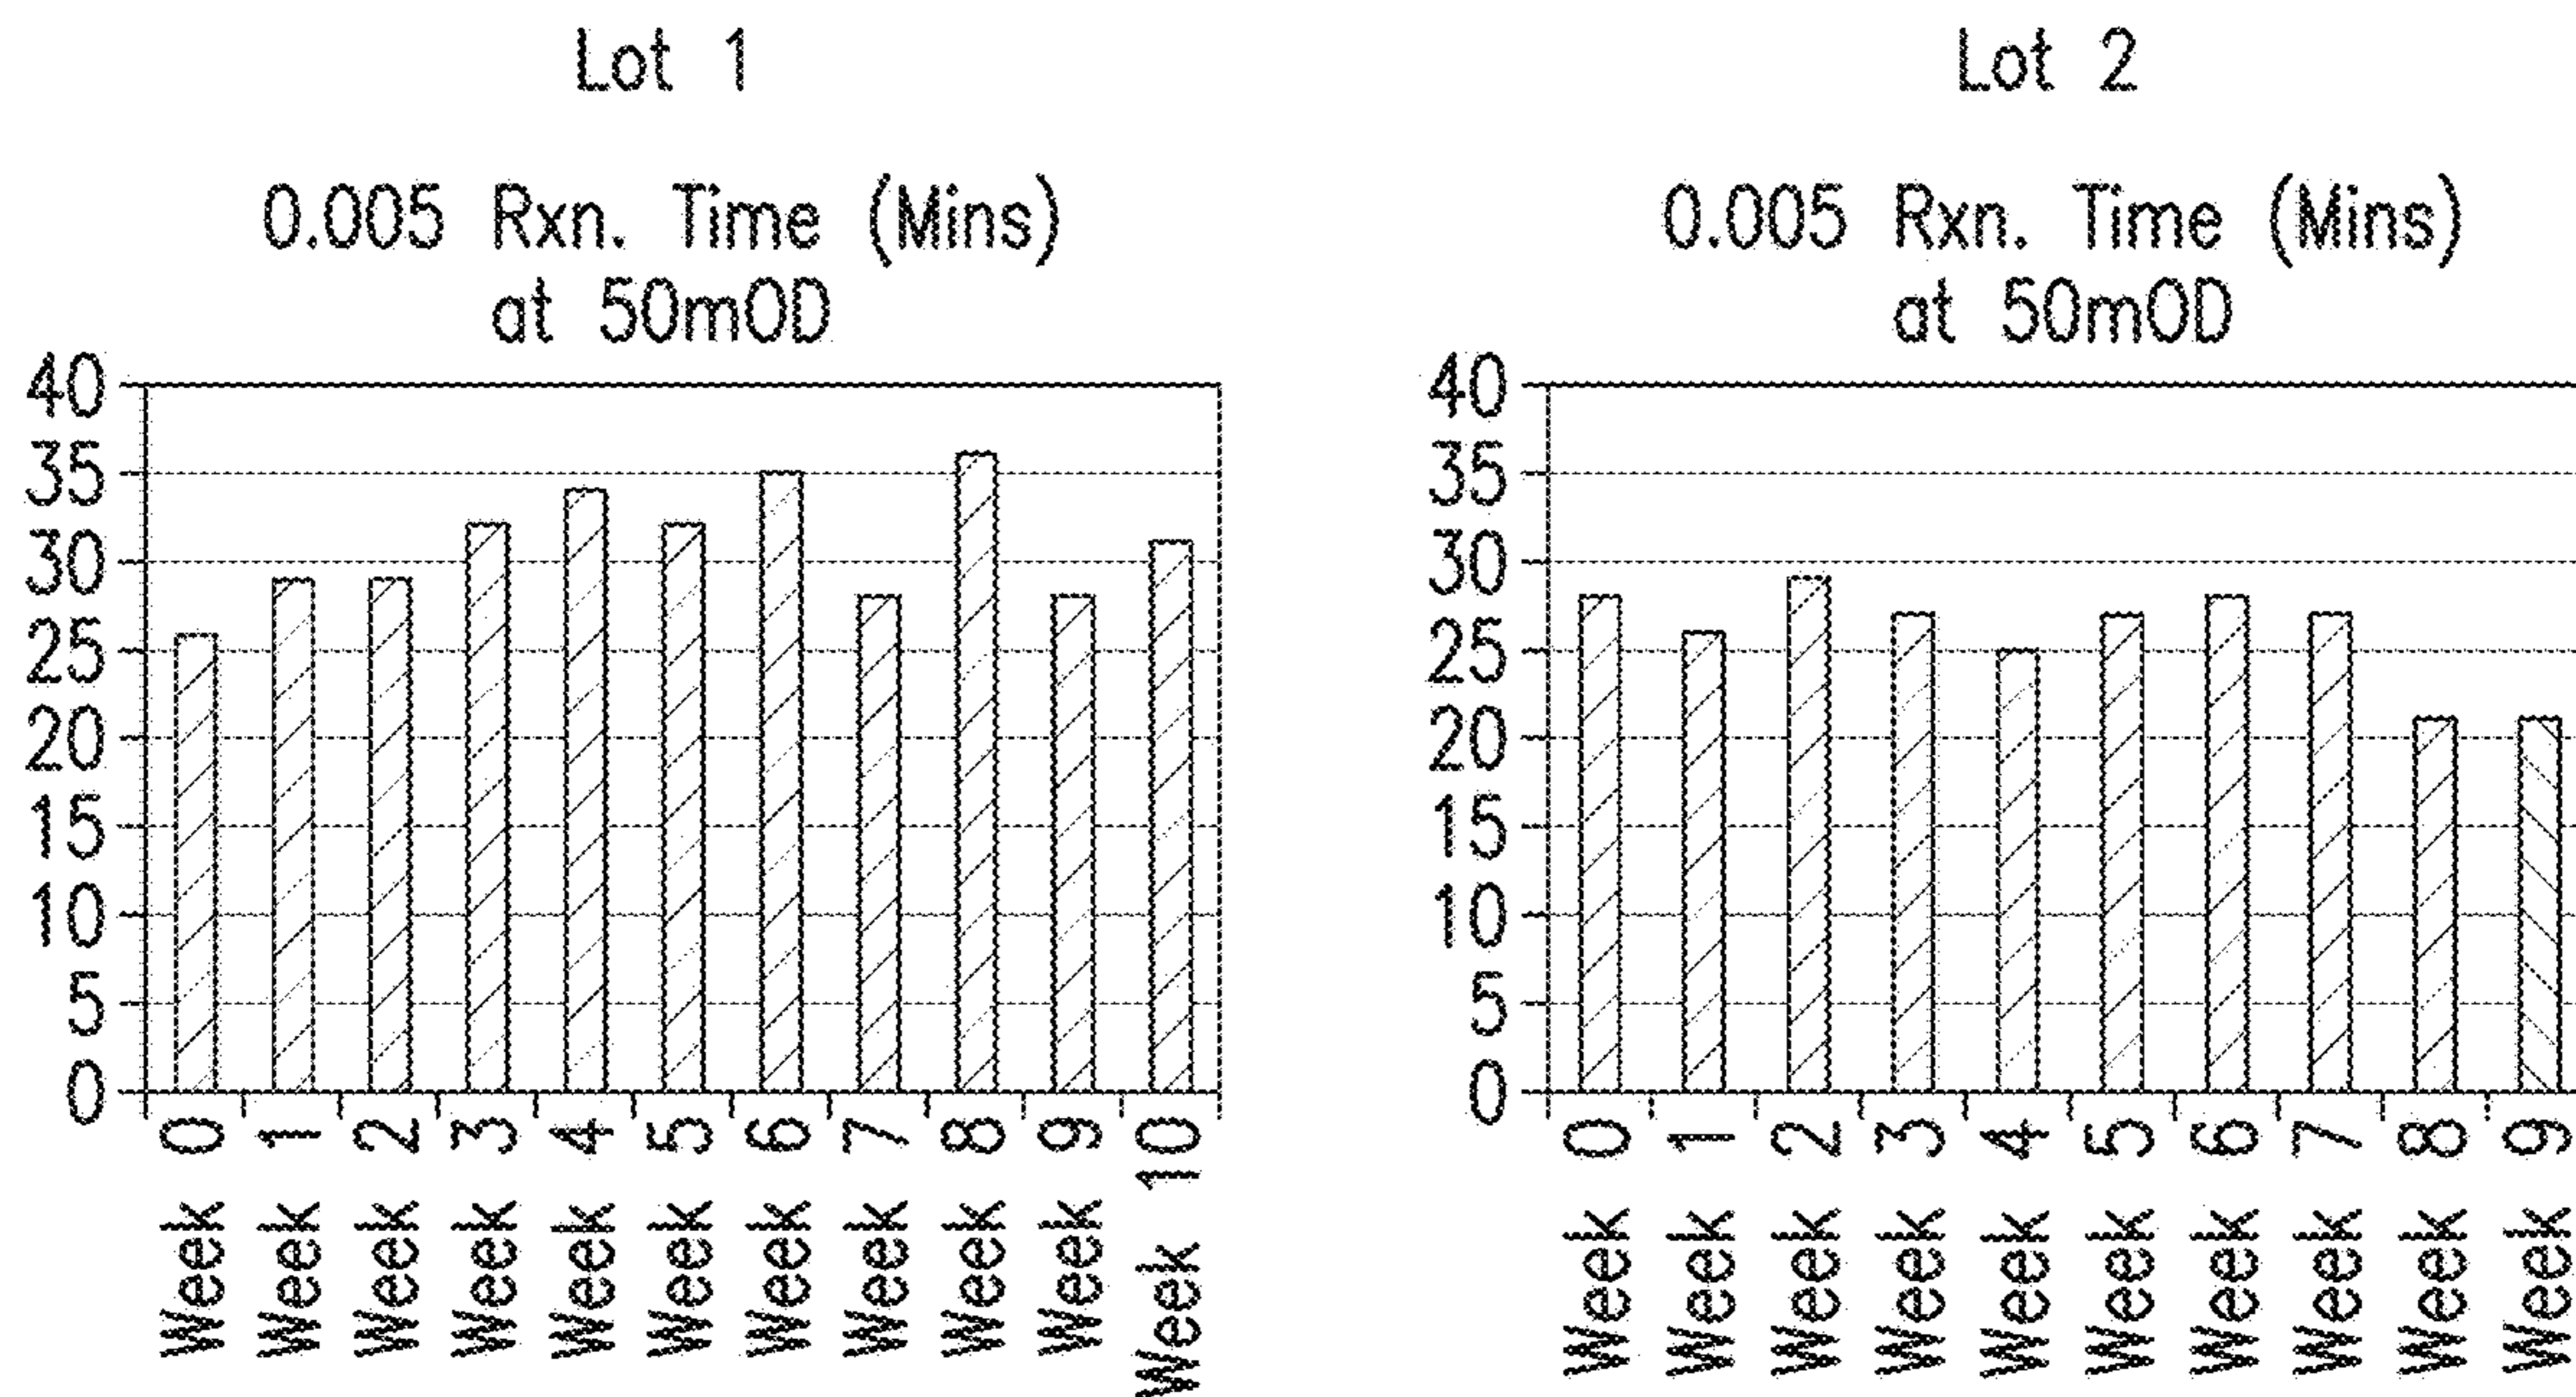 Lot 1
0.005 Rxn. Time (Mins)
at 50mOD
40
35
30
25
20
15
10
5
0
Week 0
Week 1
Week 2
Week 3
Week 4
Week 5
Week 6
Week 7
Week 8
Week 9
Week 10
Lot 2
0.005 Rxn. Time (Mins)
at 50mOD
40
35
30
25
20
15
10
5
0
Week 0
Week 1
Week 2
Week 3
Week 4
Week 5
Week 6
Week 7
Week 8
Week 9